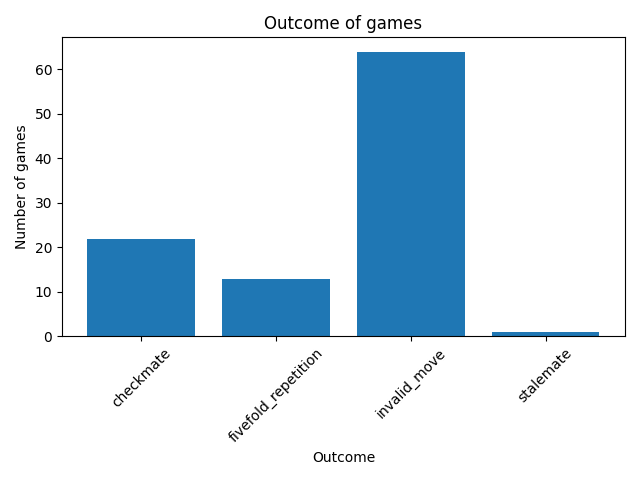 Outcome of games
Number of games
60
50
40
30
20
10
0
checkmate
fivefold_repetition
invalid_move
stalemate
Outcome